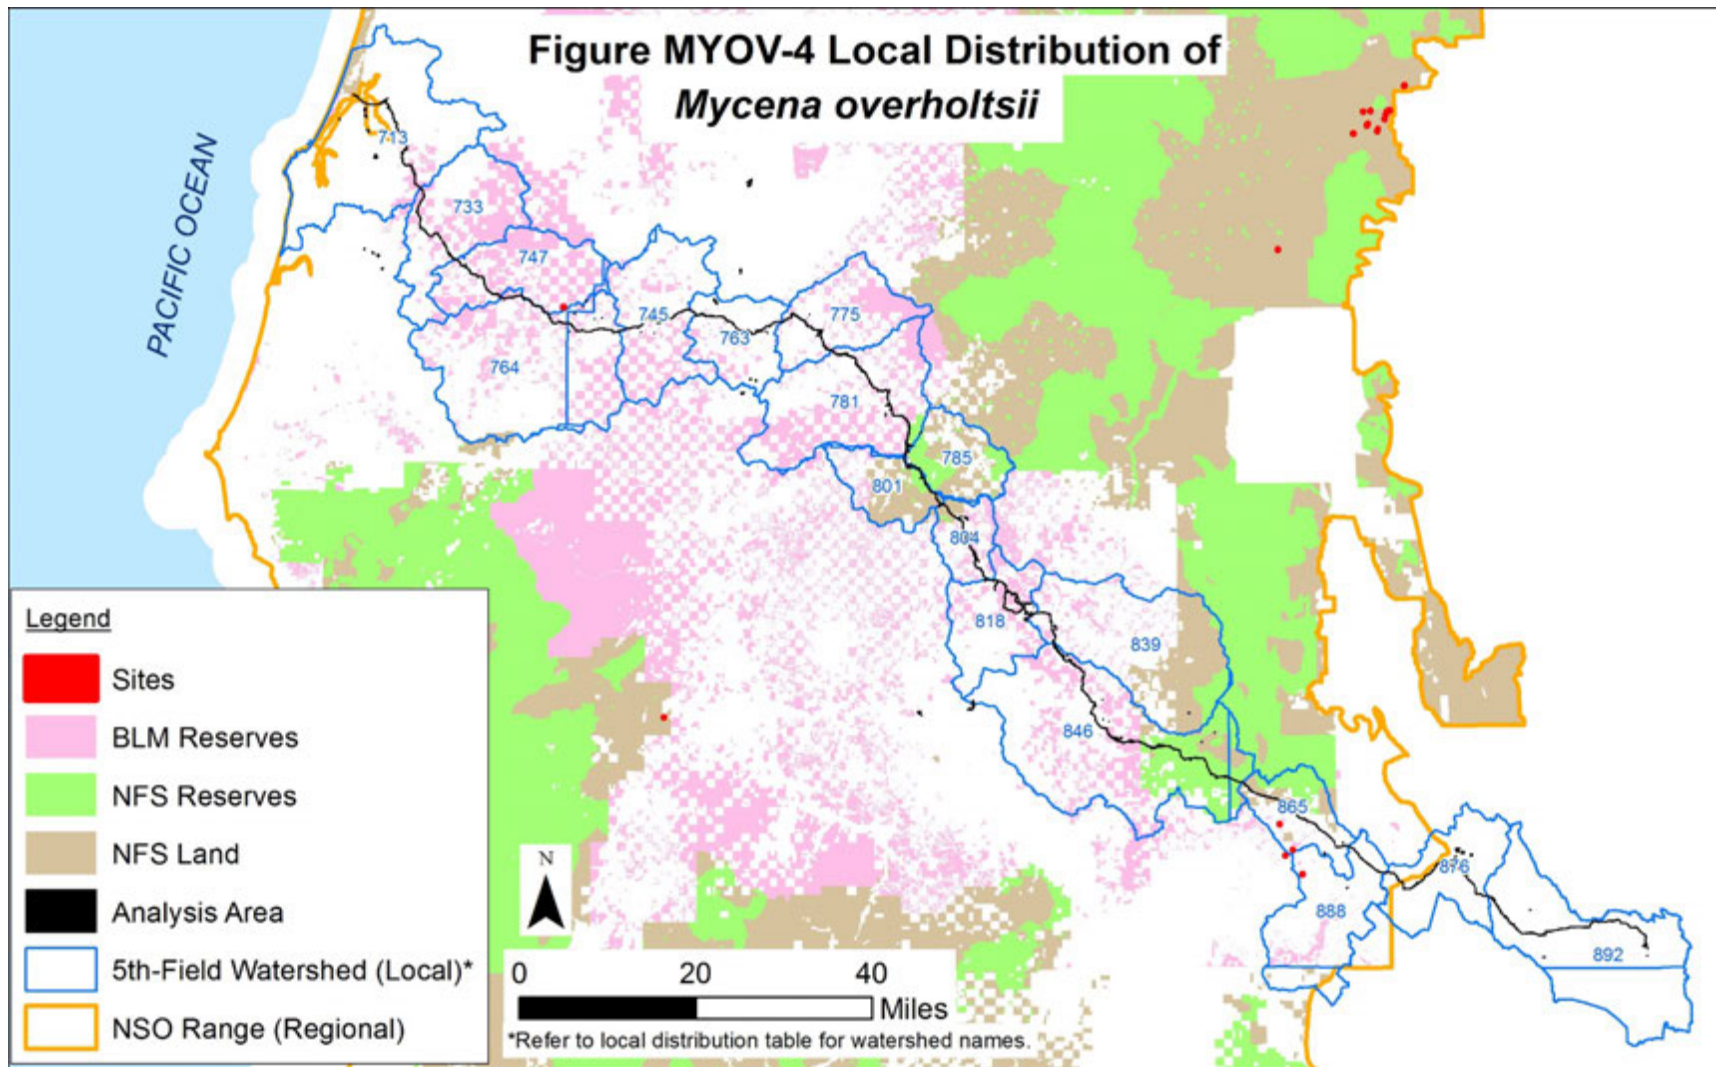 Figure MYOV-4 Local Distribution of
Mycena overholtsii
PACIFIC OCEAN
713
733
747
745
775
763
764
781
785
801
804
818
839
846
865
876
888
892
Legend
Sites
BLM Reserves
NFS Reserves
NFS Land
Analysis Area
5th-Field Watershed (Local)*
NSO Range (Regional)
N
0 20 40
Miles
*Refer to local distribution table for watershed names.